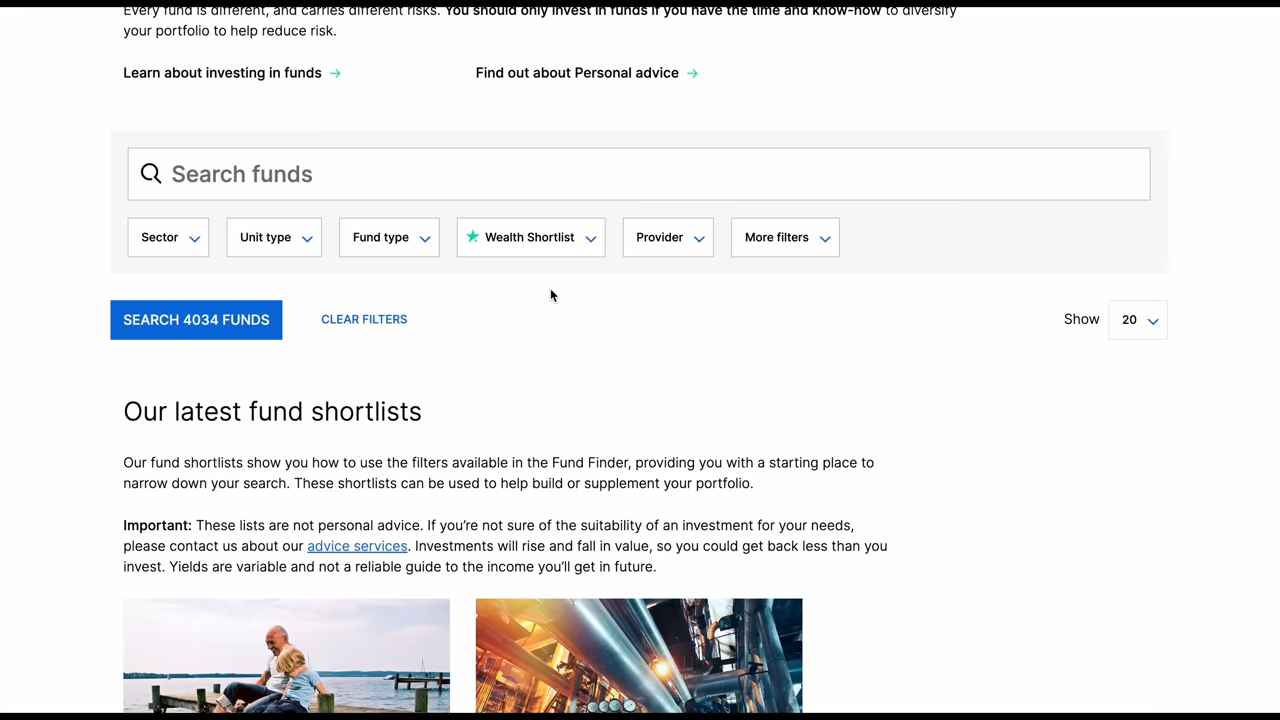 Every fund is different, and carries different risks. You should only invest in funds if you have the time and know-how to diversify
your portfolio to help reduce risk.
Learn about investing in funds →
Find out about Personal advice →
Search funds
Sector
Unit type
Fund type
Wealth Shortlist
Provider
More filters
SEARCH 4034 FUNDS
CLEAR FILTERS
Show
20
Our latest fund shortlists
Our fund shortlists show you how to use the filters available in the Fund Finder, providing you with a starting place to
narrow down your search. These shortlists can be used to help build or supplement your portfolio.
Important: These lists are not personal advice. If you’re not sure of the suitability of an investment for your needs,
please contact us about our advice services. Investments will rise and fall in value, so you could get back less than you
invest. Yields are variable and not a reliable guide to the income you’ll get in future.